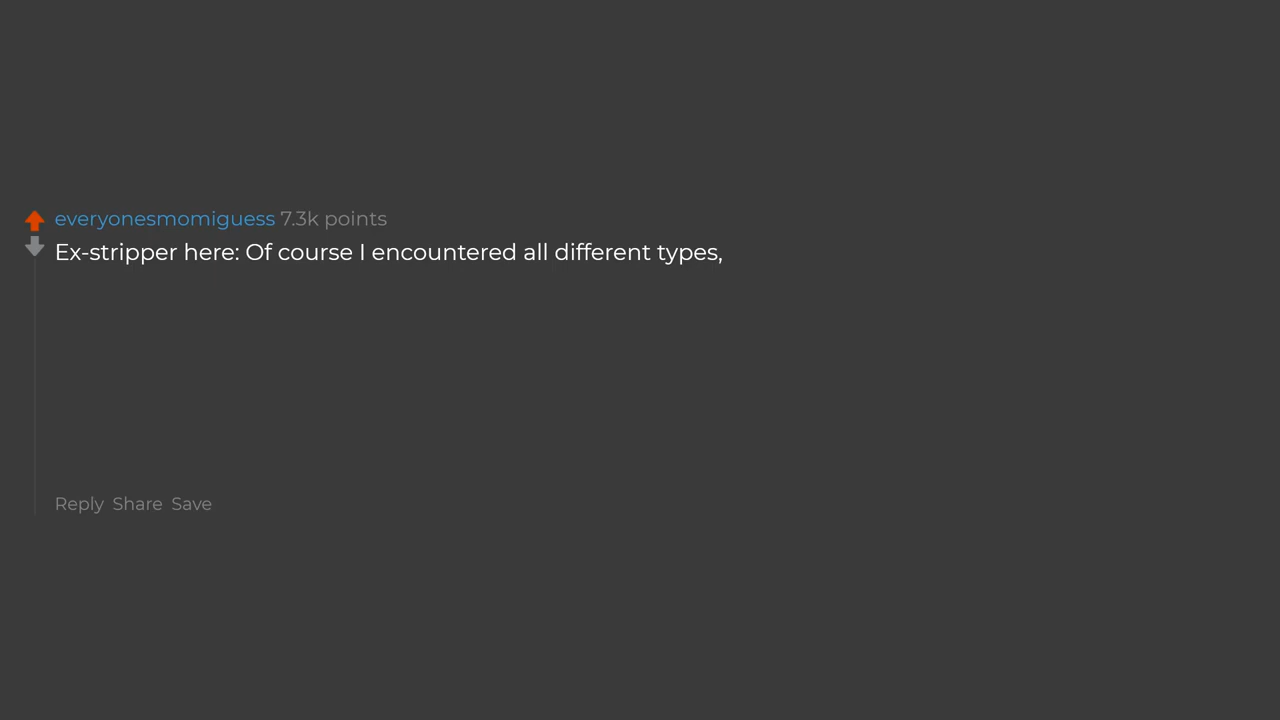 everyonesmomiguess 7.3k points
Ex-stripper here: Of course I encountered all different types,
Reply Share Save